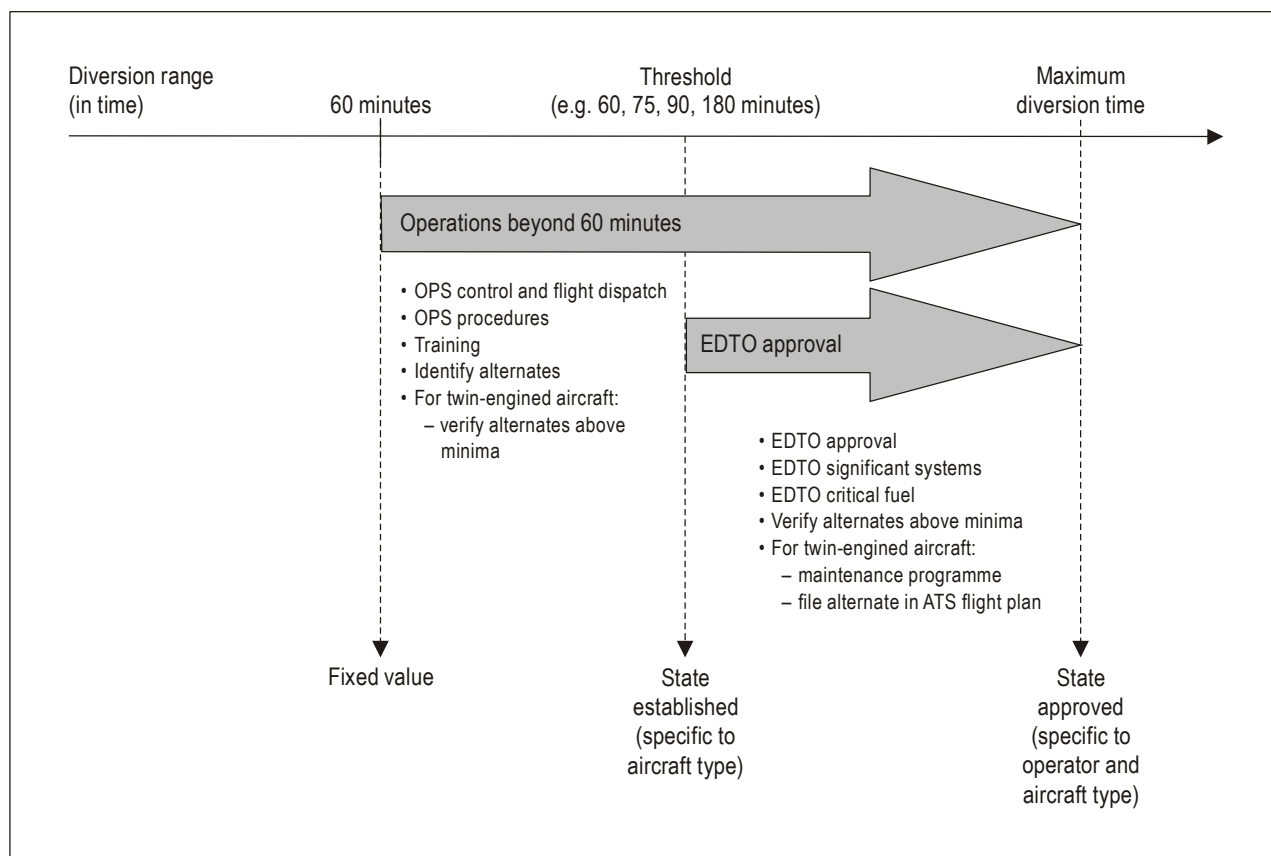 Diversion range
(in time)
60 minutes
Threshold
(e.g. 60, 75, 90, 180 minutes)
Maximum
diversion time
Operations beyond 60 minutes
• OPS control and flight dispatch
• OPS procedures
• Training
• Identify alternates
• For twin-engined aircraft:
– verify alternates above
minima
EDTO approval
• EDTO approval
• EDTO significant systems
• EDTO critical fuel
• Verify alternates above minima
• For twin-engined aircraft:
– maintenance programme
– file alternate in ATS flight plan
Fixed value
State
established
(specific to
aircraft type)
State
approved
(specific to
operator and
aircraft type)